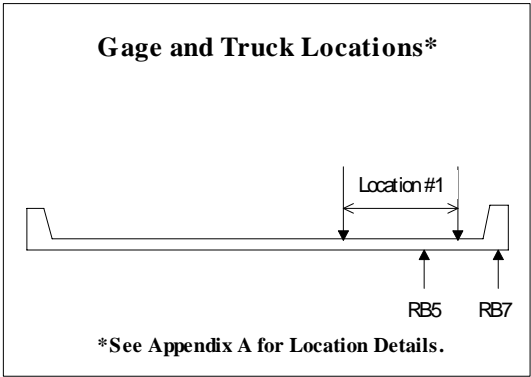 Gage and Truck Locations*
Location #1
RB5 RB7
*See Appendix A for Location Details.